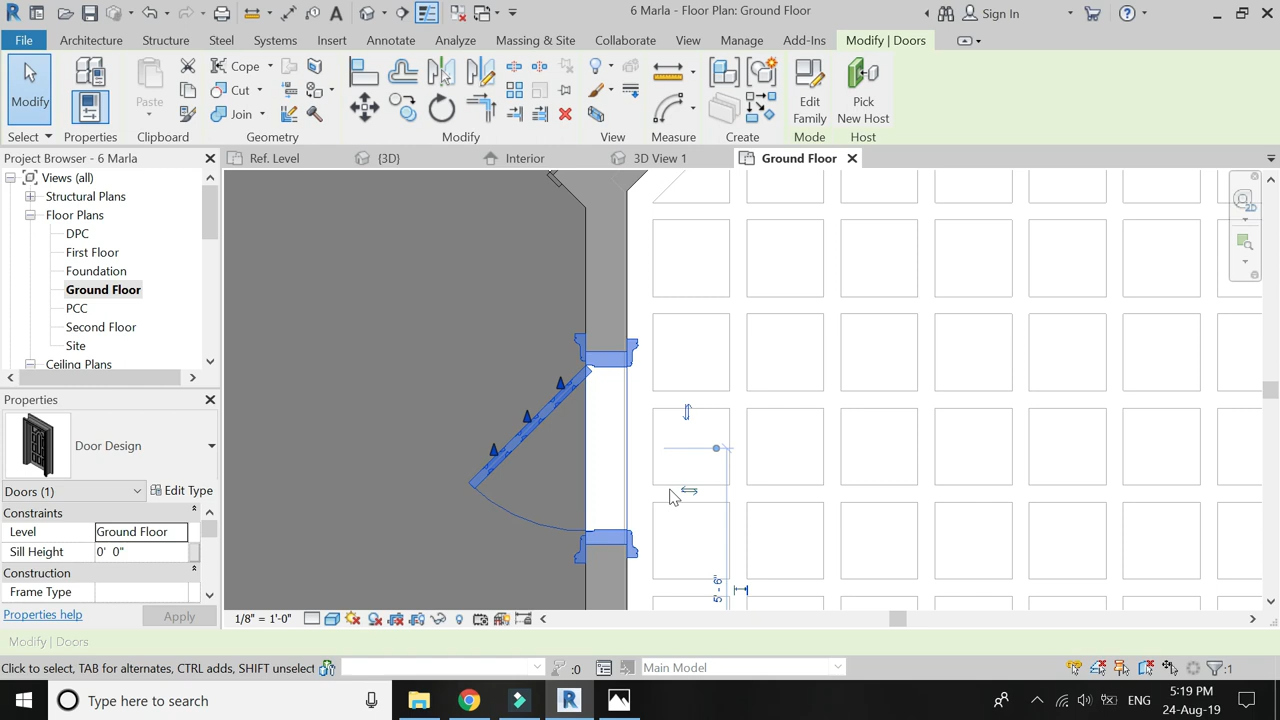 6 Marla - Floor Plan: Ground Floor
Sign In
File
Architecture
Structure
Steel
Systems
Insert
Annotate
Analyze
Massing & Site
Collaborate
View
Manage
Add-Ins
Modify | Doors
Modify
Paste
Cope
Cut
Join
Edit
Family
Pick
New Host
Select
Properties
Clipboard
Geometry
Modify
View
Measure
Create
Mode
Host
Project Browser - 6 Marla
Ref. Level
{3D}
Interior
3D View 1
Ground Floor
Views (all)
Structural Plans
Floor Plans
DPC
First Floor
Foundation
Ground Floor
PCC
Second Floor
Site
Ceiling Plans
2D
Properties
Door Design
Doors (1)
Edit Type
Constraints
Level
Ground Floor
Sill Height
0' 0"
Construction
Frame Type
5' - 6"
Properties help
Apply
1/8" = 1'-0"
Modify | Doors
Click to select, TAB for alternates, CTRL adds, SHIFT unselect
:0
Main Model
:1
Type here to search
ENG
5:19 PM
24-Aug-19